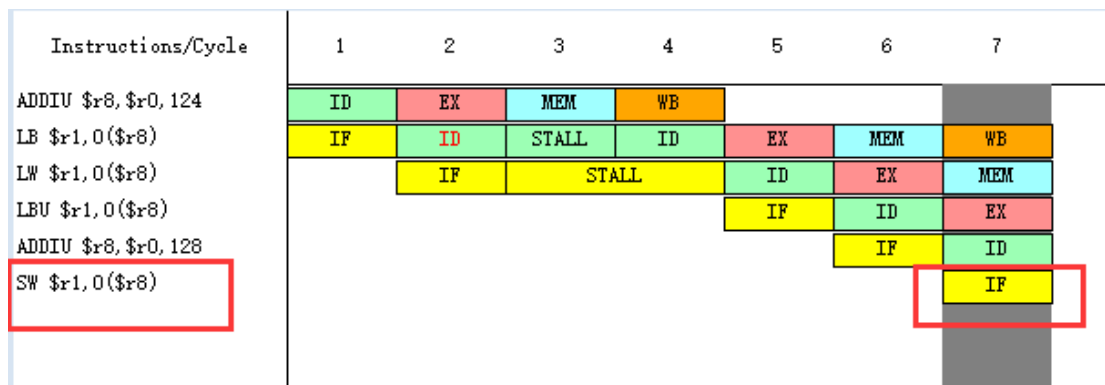 Instructions/Cycle 1 2 3 4 5 6 7
ADDIU $r8,$r0,124 ID EX MEM WB
LB $r1,0($r8) IF ID STALL ID EX MEM WB
LW $r1,0($r8) IF STALL ID EX MEM
LBU $r1,0($r8) IF ID EX
ADDIU $r8,$r0,128 IF ID
SW $r1,0($r8) IF